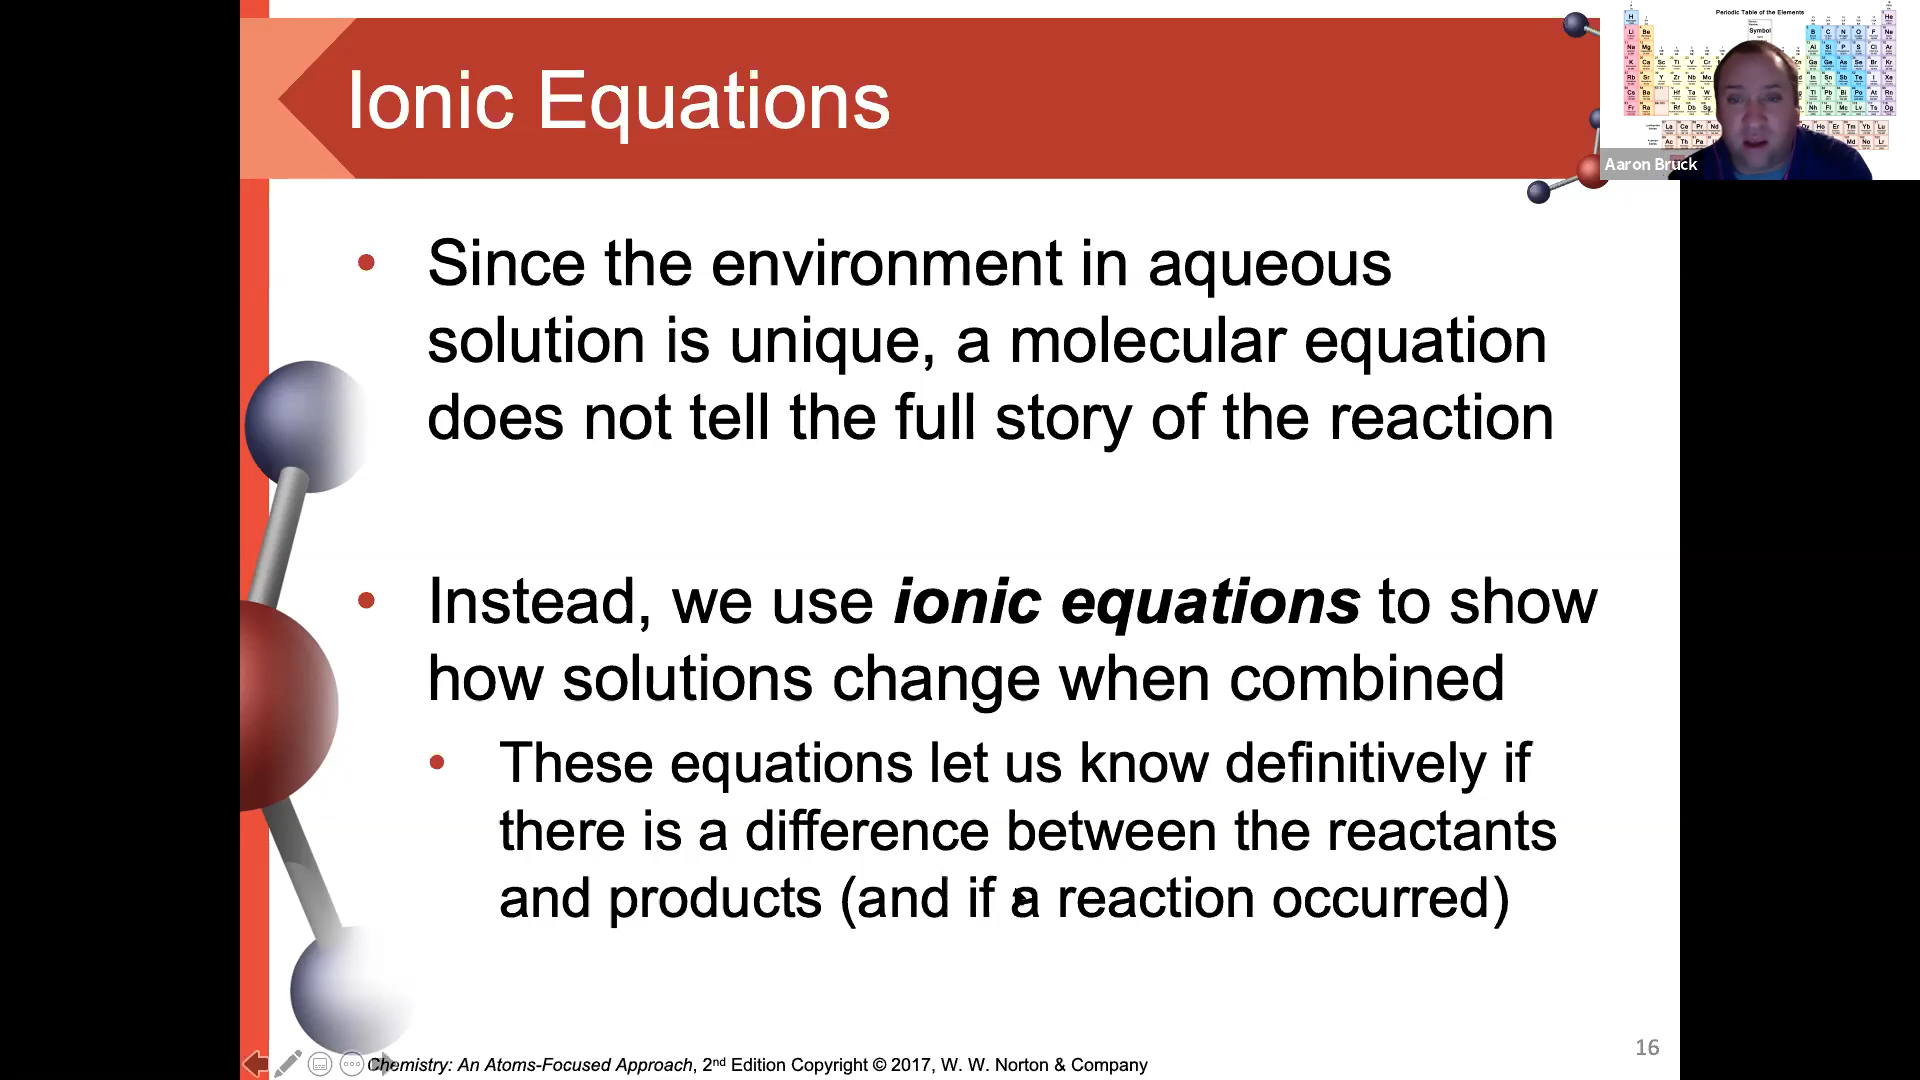 Ionic Equations
Periodic Table of the Elements
Symbol
Aaron Bruck
• Since the environment in aqueous
solution is unique, a molecular equation
does not tell the full story of the reaction
• Instead, we use ionic equations to show
how solutions change when combined
• These equations let us know definitively if
there is a difference between the reactants
and products (and if a reaction occurred)
Chemistry: An Atoms-Focused Approach, 2nd Edition Copyright © 2017, W. W. Norton & Company
16